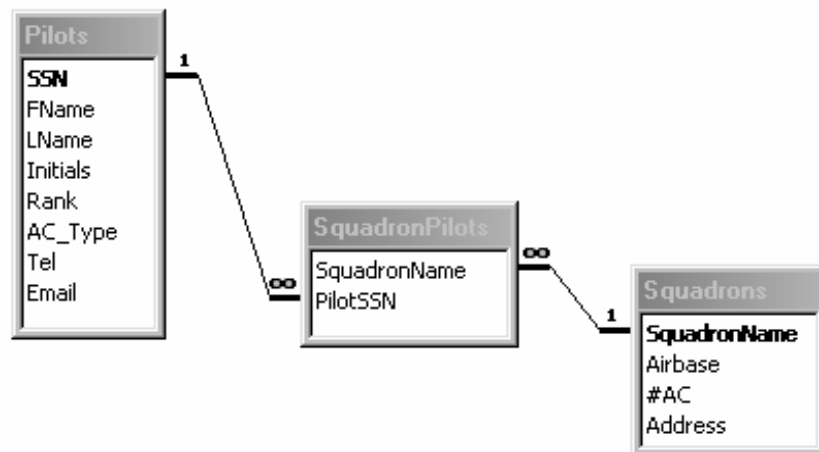 Pilots
SSN
FName
LName
Initials
Rank
AC_Type
Tel
Email
1
∞
SquadronPilots
SquadronName
PilotSSN
∞
1
Squadrons
SquadronName
Airbase
#AC
Address